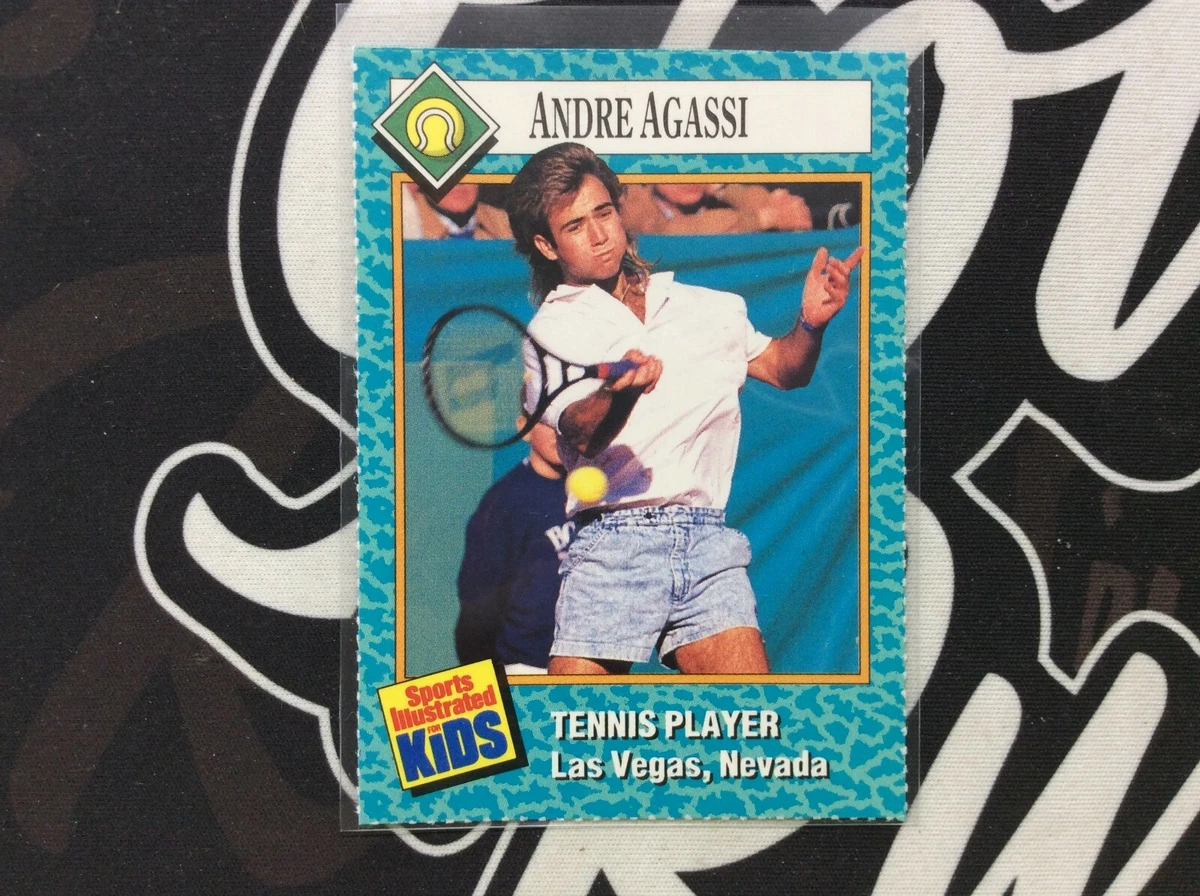 ANDRE AGASSI
Sports
Illustrated
FOR
KiDS
TENNIS PLAYER
Las Vegas, Nevada